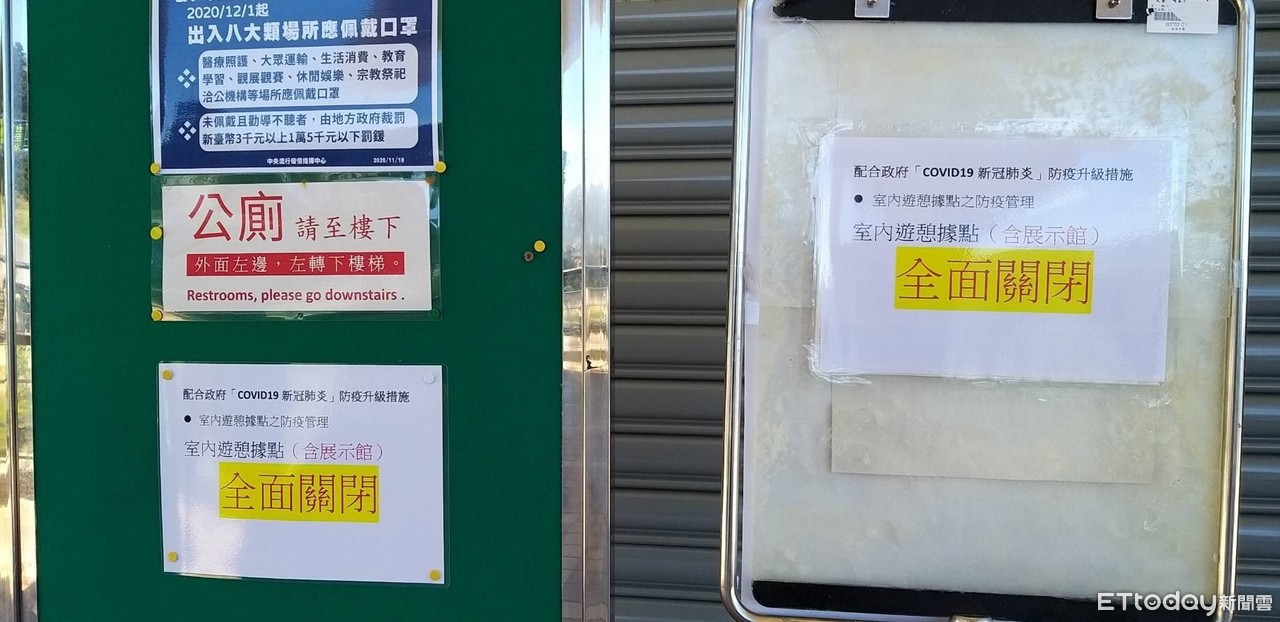 2020/12/1起
出入八大類場所應佩戴口罩
醫療照護、大眾運輸、生活消費、教育
學習、觀展觀賽、休閒娛樂、宗教祭祀
洽公機構等場所應佩戴口罩
未佩戴且勸導不聽者，由地方政府裁罰
新臺幣3千元以上1萬5千元以下罰鍰
中央流行疫情指揮中心
2020/11/18
公廁 請至樓下
外面左邊，左轉下樓梯。
Restrooms, please go downstairs .
配合政府「COVID19 新冠肺炎」防疫升級措施
● 室內遊憩據點之防疫管理
室內遊憩據點（含展示館）
全面關閉
配合政府「COVID19 新冠肺炎」防疫升級措施
● 室內遊憩據點之防疫管理
室內遊憩據點（含展示館）
全面關閉
ETtoday新聞雲